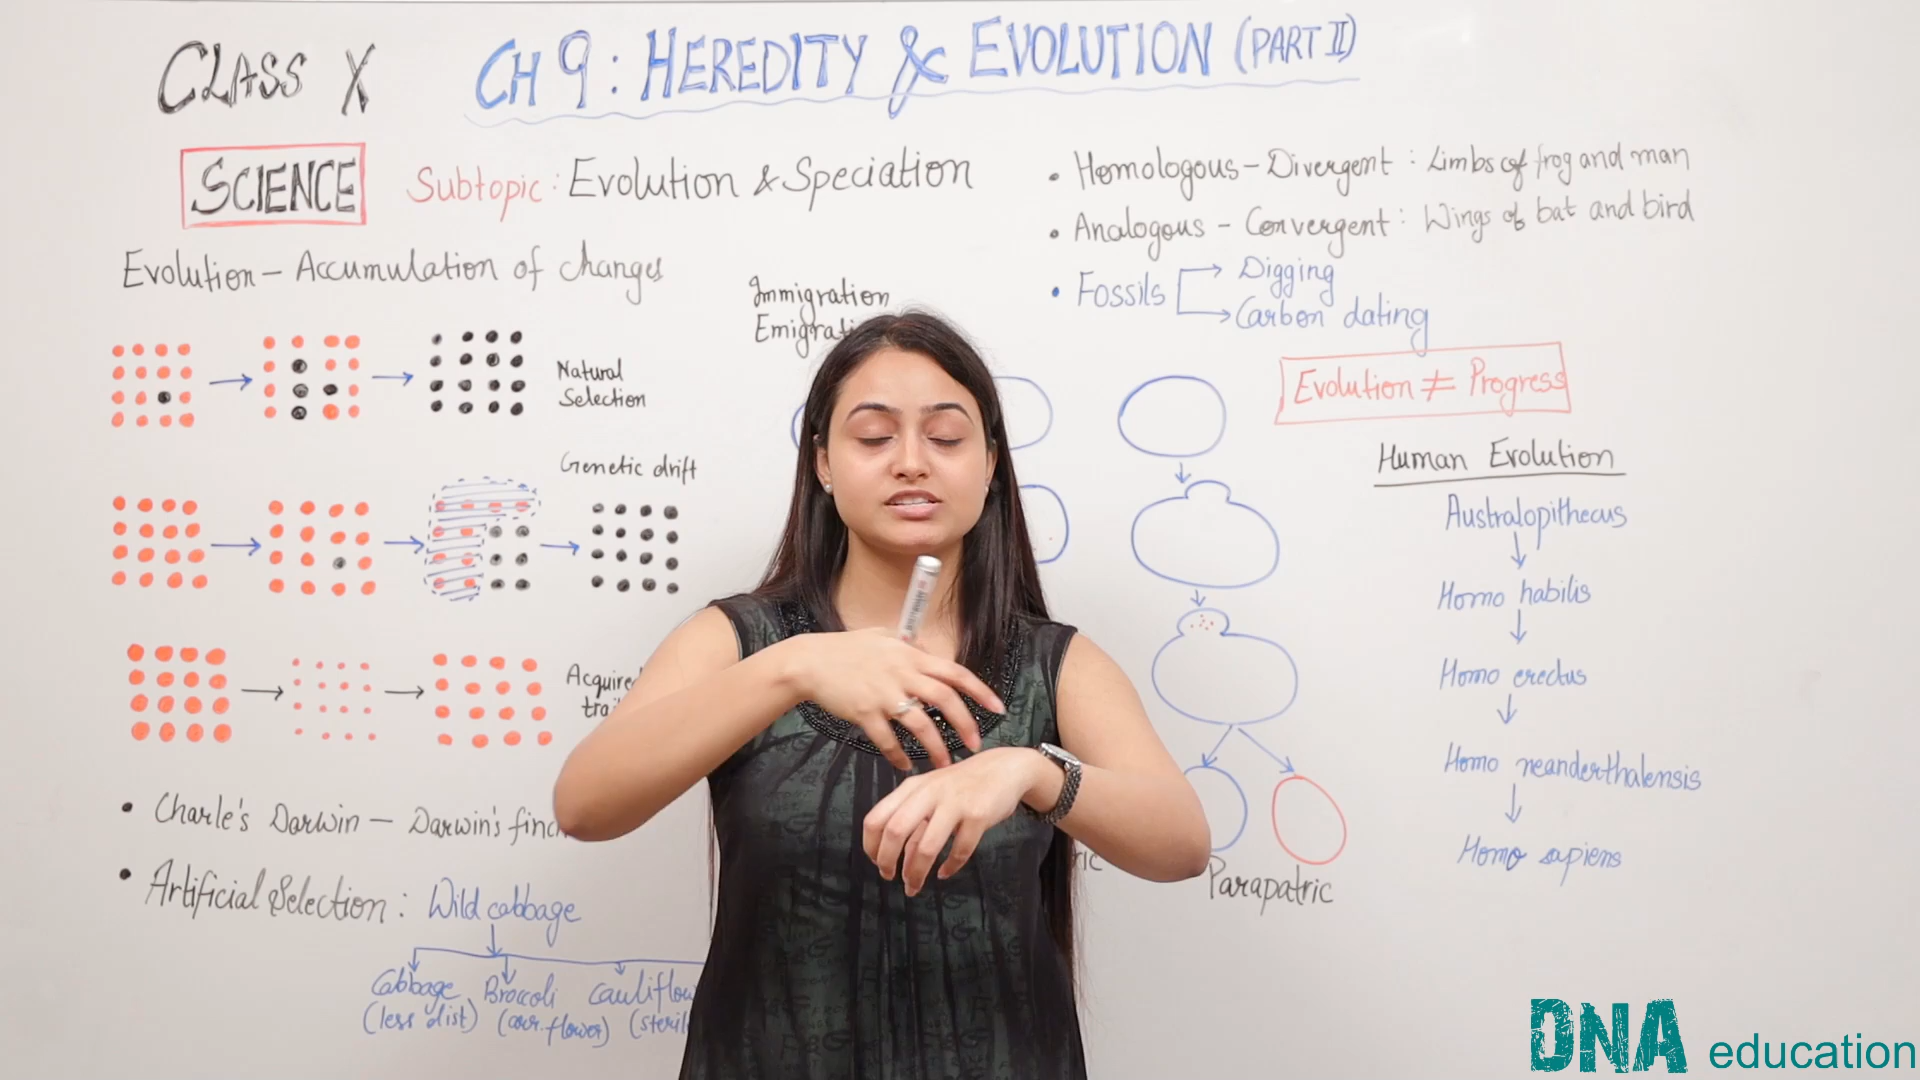 CLASS X
CH 9 : HEREDITY & EVOLUTION (PART II)
SCIENCE
Subtopic : Evolution & Speciation
Evolution – Accumulation of changes
Natural
Selection
Genetic drift
• Charle's Darwin – Darwin's
• Artificial Selection : Wild cabbage
Cabbage Broccoli
(less dist) (arr. flower)
Immigration
• Homologous – Divergent : Limbs of frog and man
• Analogous – Convergent : Wings of bat and bird
• Fossils
Digging
Carbon dating
Evolution ≠ Progress
Parapatric
Human Evolution
Australopithecus
Homo habilis
Homo erectus
Homo neanderthalensis
Homo sapiens
DNA education